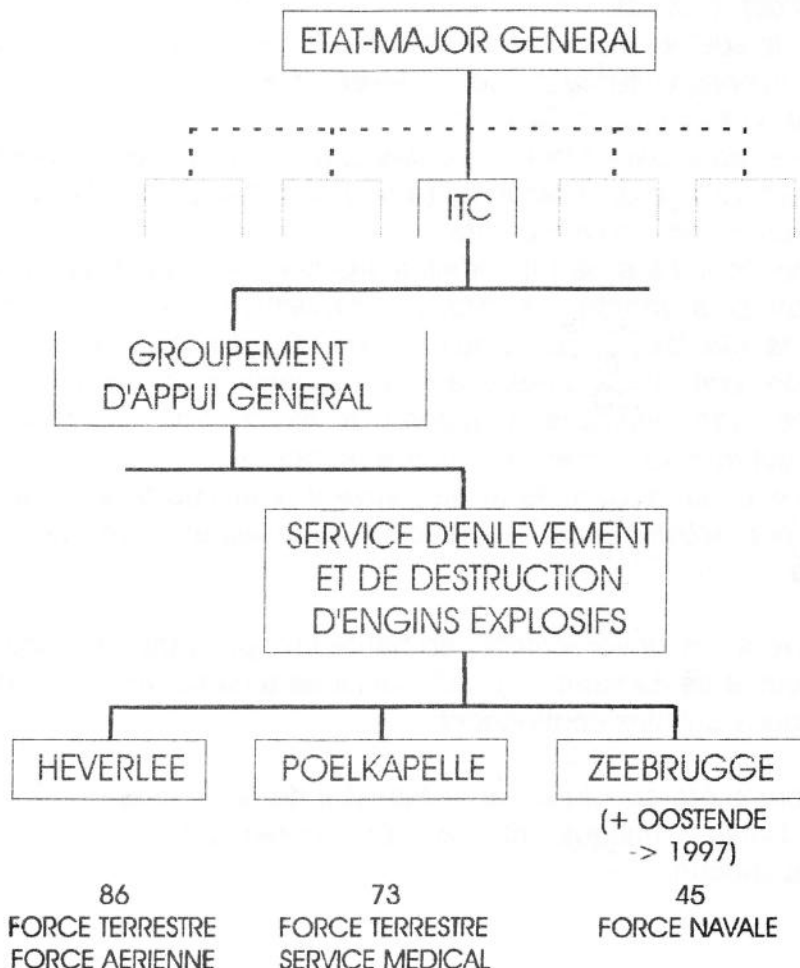 ETAT-MAJOR GENERAL
ITC
GROUPEMENT
D'APPUI GENERAL
SERVICE D'ENLEVEMENT
ET DE DESTRUCTION
D'ENGINS EXPLOSIFS
HEVERLEE
POELKAPELLE
ZEEBRUGGE
(+ OOSTENDE
-> 1997)
86
FORCE TERRESTRE
FORCE AERIENNE
73
FORCE TERRESTRE
SERVICE MEDICAL
45
FORCE NAVALE